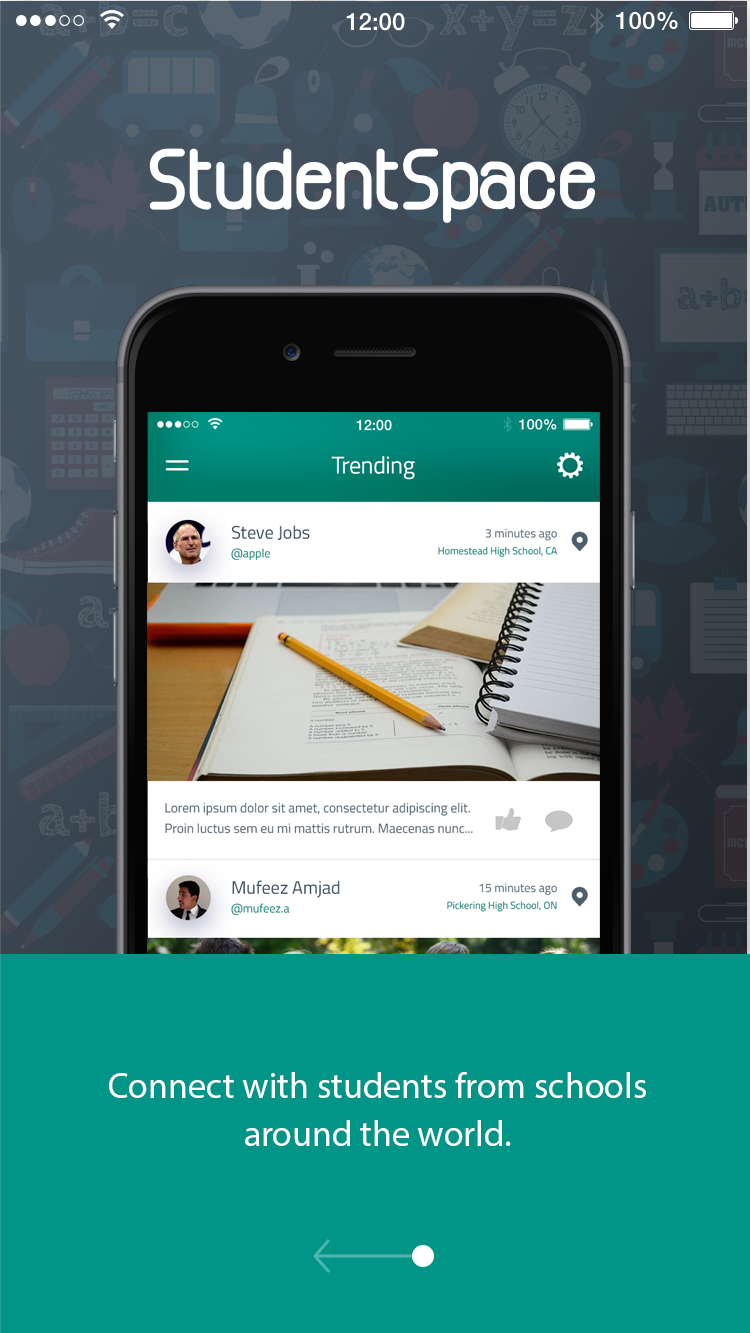 12:00
100%
a+b=c
x+y=z
StudentSpace
AUT
a+b
12:00
100%
Trending
Steve Jobs
3 minutes ago
@apple
Homestead High School, CA
Lorem ipsum dolor sit amet, consectetur adipiscing elit.
Proin luctus sem eu mi mattis rutrum. Maecenas nunc...
a+b
DICT
Mufeez Amjad
15 minutes ago
@mufeez.a
Pickering High School, ON
Connect with students from schools
around the world.